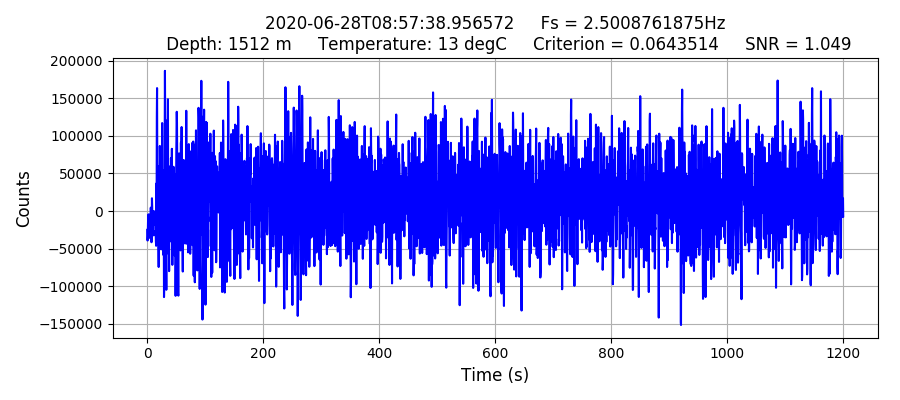 2020-06-28T08:57:38.956572 Fs = 2.5008761875Hz
Depth: 1512 m Temperature: 13 degC Criterion = 0.0643514 SNR = 1.049
200000
150000
100000
50000
0
−50000
−100000
−150000
Counts
0 200 400 600 800 1000 1200
Time (s)